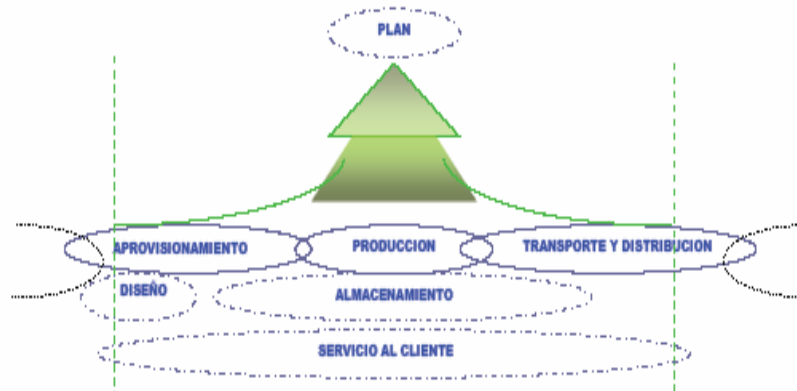 PLAN
APROVISIONAMIENTO
PRODUCCION
TRANSPORTE Y DISTRIBUCION
DISEÑO
ALMACENAMIENTO
SERVICIO AL CLIENTE